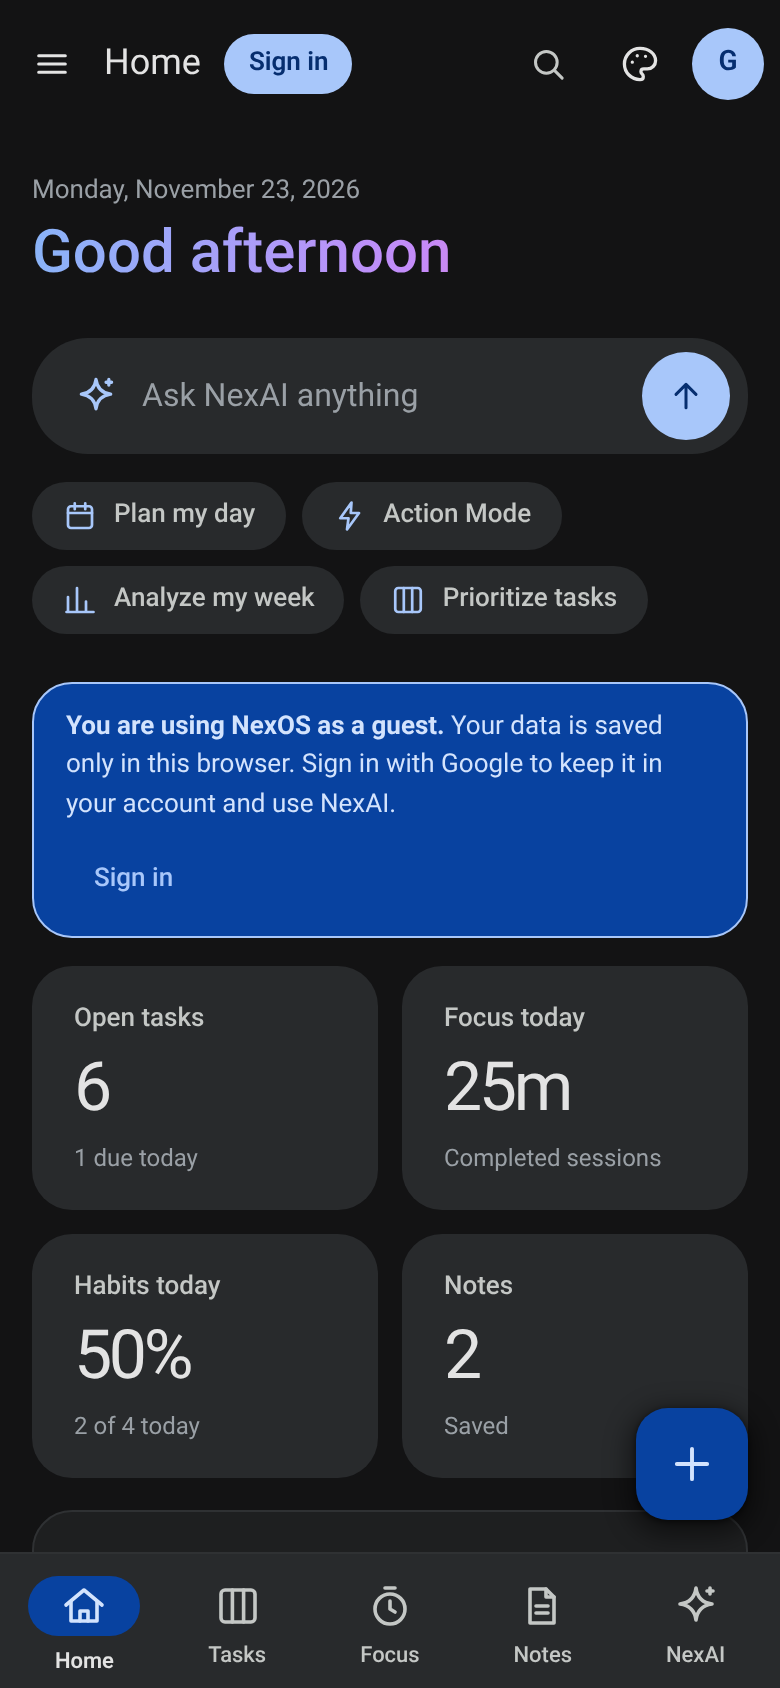 Home
Sign in
G
Monday, November 23, 2026
Good afternoon
Ask NexAI anything
Plan my day
Action Mode
Analyze my week
Prioritize tasks
You are using NexOS as a guest. Your data is saved
only in this browser. Sign in with Google to keep it in
your account and use NexAI.
Sign in
Open tasks
6
1 due today
Focus today
25m
Completed sessions
Habits today
50%
2 of 4 today
Notes
2
Saved
Home
Tasks
Focus
Notes
NexAI